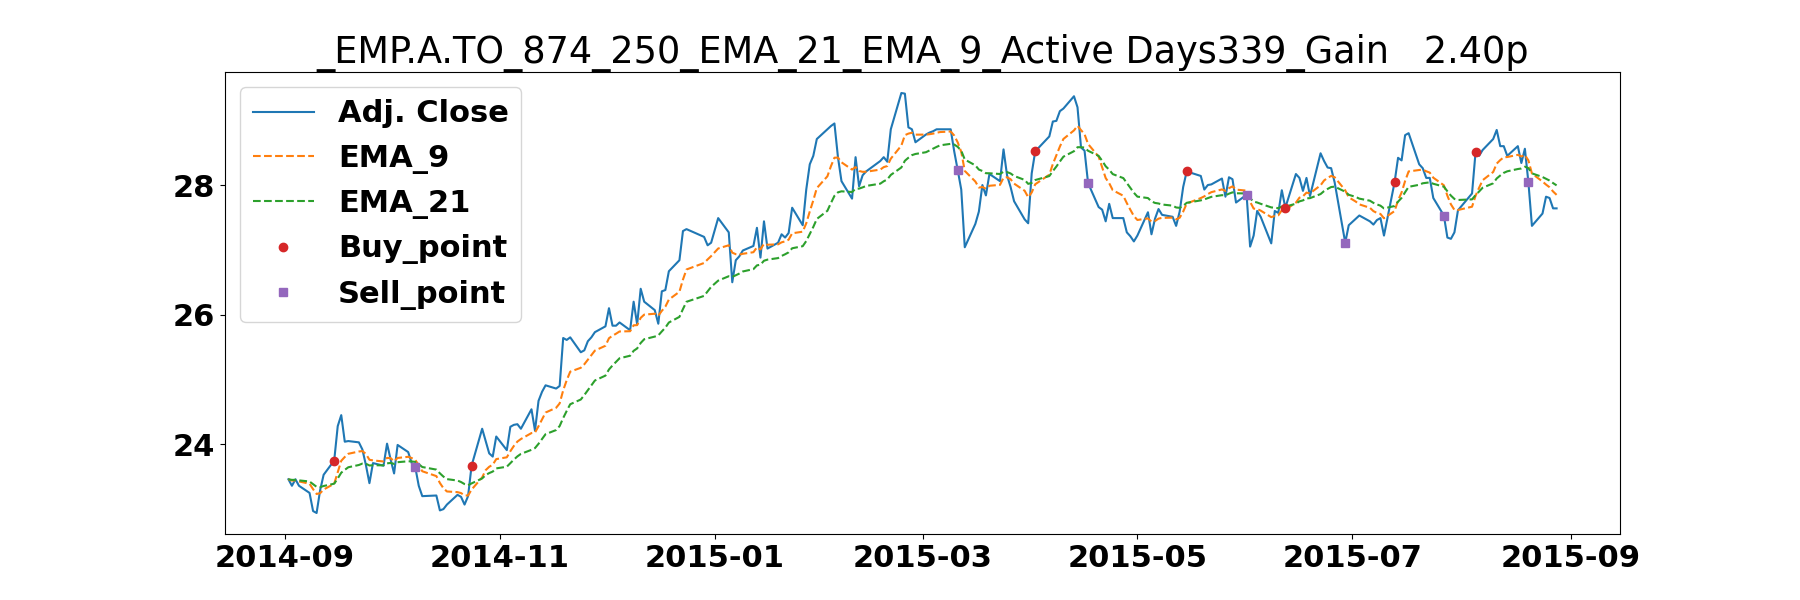 _EMP.A.TO_874_250_EMA_21_EMA_9_Active Days339_Gain   2.40p
Adj. Close
EMA_9
EMA_21
Buy_point
Sell_point
28
26
24
2014-09 2014-11 2015-01 2015-03 2015-05 2015-07 2015-09